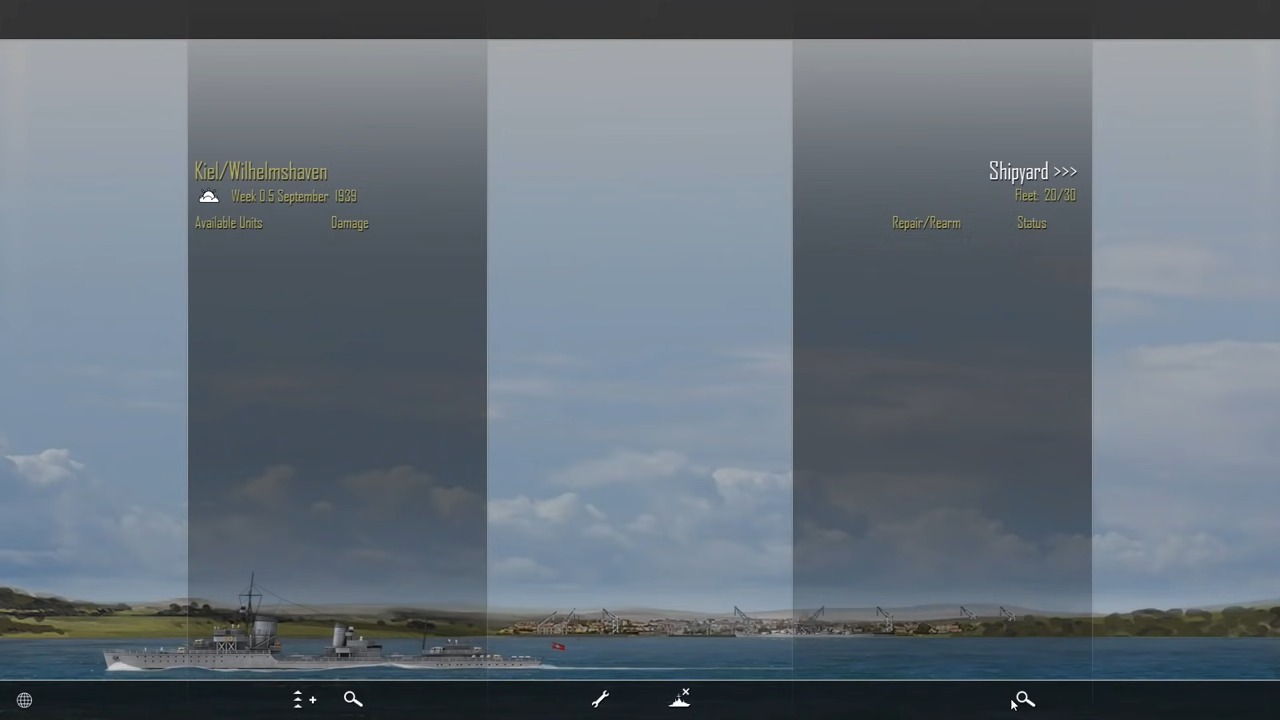 Kiel/Wilhelmshaven
Week 0.5 September 1939
Available Units Damage
Shipyard >>>
Fleet: 20/30
Repair/Rearm Status